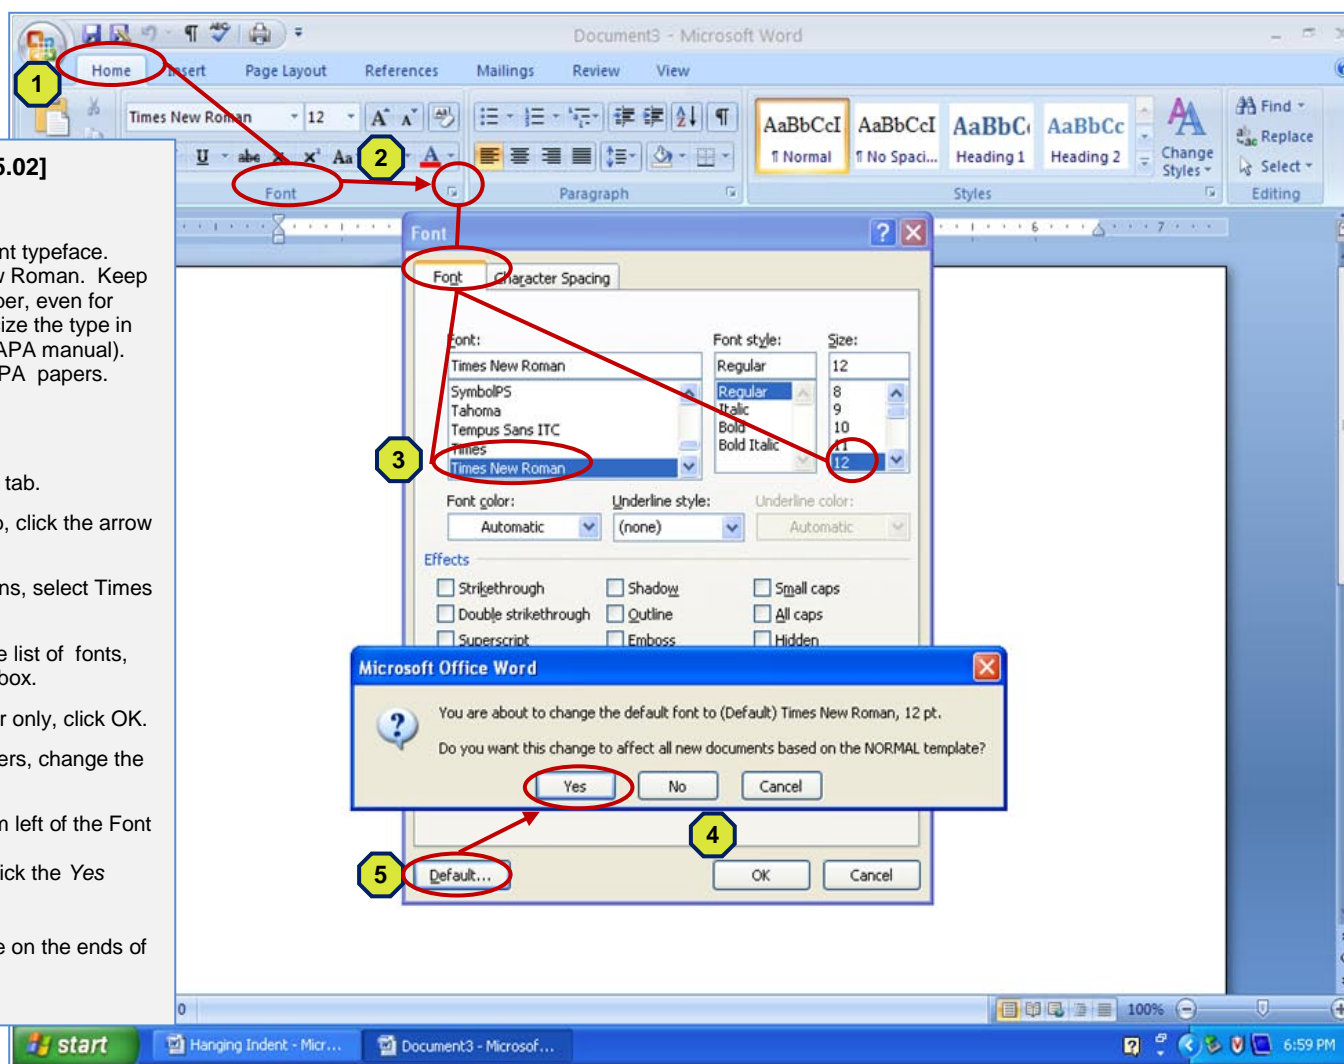 Document3 - Microsoft Word
1
Home Insert Page Layout References Mailings Review View
Times New Roman 12 A A
AaBbCcI AaBbCcI AaBbC AaBbCc
¶ Normal ¶ No Spaci... Heading 1 Heading 2
Change
Styles
Find
Replace
Select
U abc x x² Aa 2 A
Font Paragraph Styles Editing
6 7
5.02]
nt typeface.
w Roman. Keep
per, even for
cize the type in
APA manual).
PA papers.
tab.
o, click the arrow
ns, select Times
e list of fonts,
box.
r only, click OK.
ers, change the
m left of the Font
ick the Yes
e on the ends of
Font
Font Character Spacing
Font: Font style: Size:
Times New Roman Regular 12
SymbolPS Regular 8
Tahoma Italic 9
Tempus Sans ITC Bold 10
Times Bold Italic 11
3
Times New Roman 12
Font color: Underline style: Underline color:
Automatic (none) Automatic
Effects
Strikethrough Shadow Small caps
Double strikethrough Outline All caps
Superscript Emboss Hidden
Microsoft Office Word
You are about to change the default font to (Default) Times New Roman, 12 pt.
Do you want this change to affect all new documents based on the NORMAL template?
Yes No Cancel
4
5 Default... OK Cancel
0 100%
start Hanging Indent - Micr... Document3 - Microsof... 6:59 PM